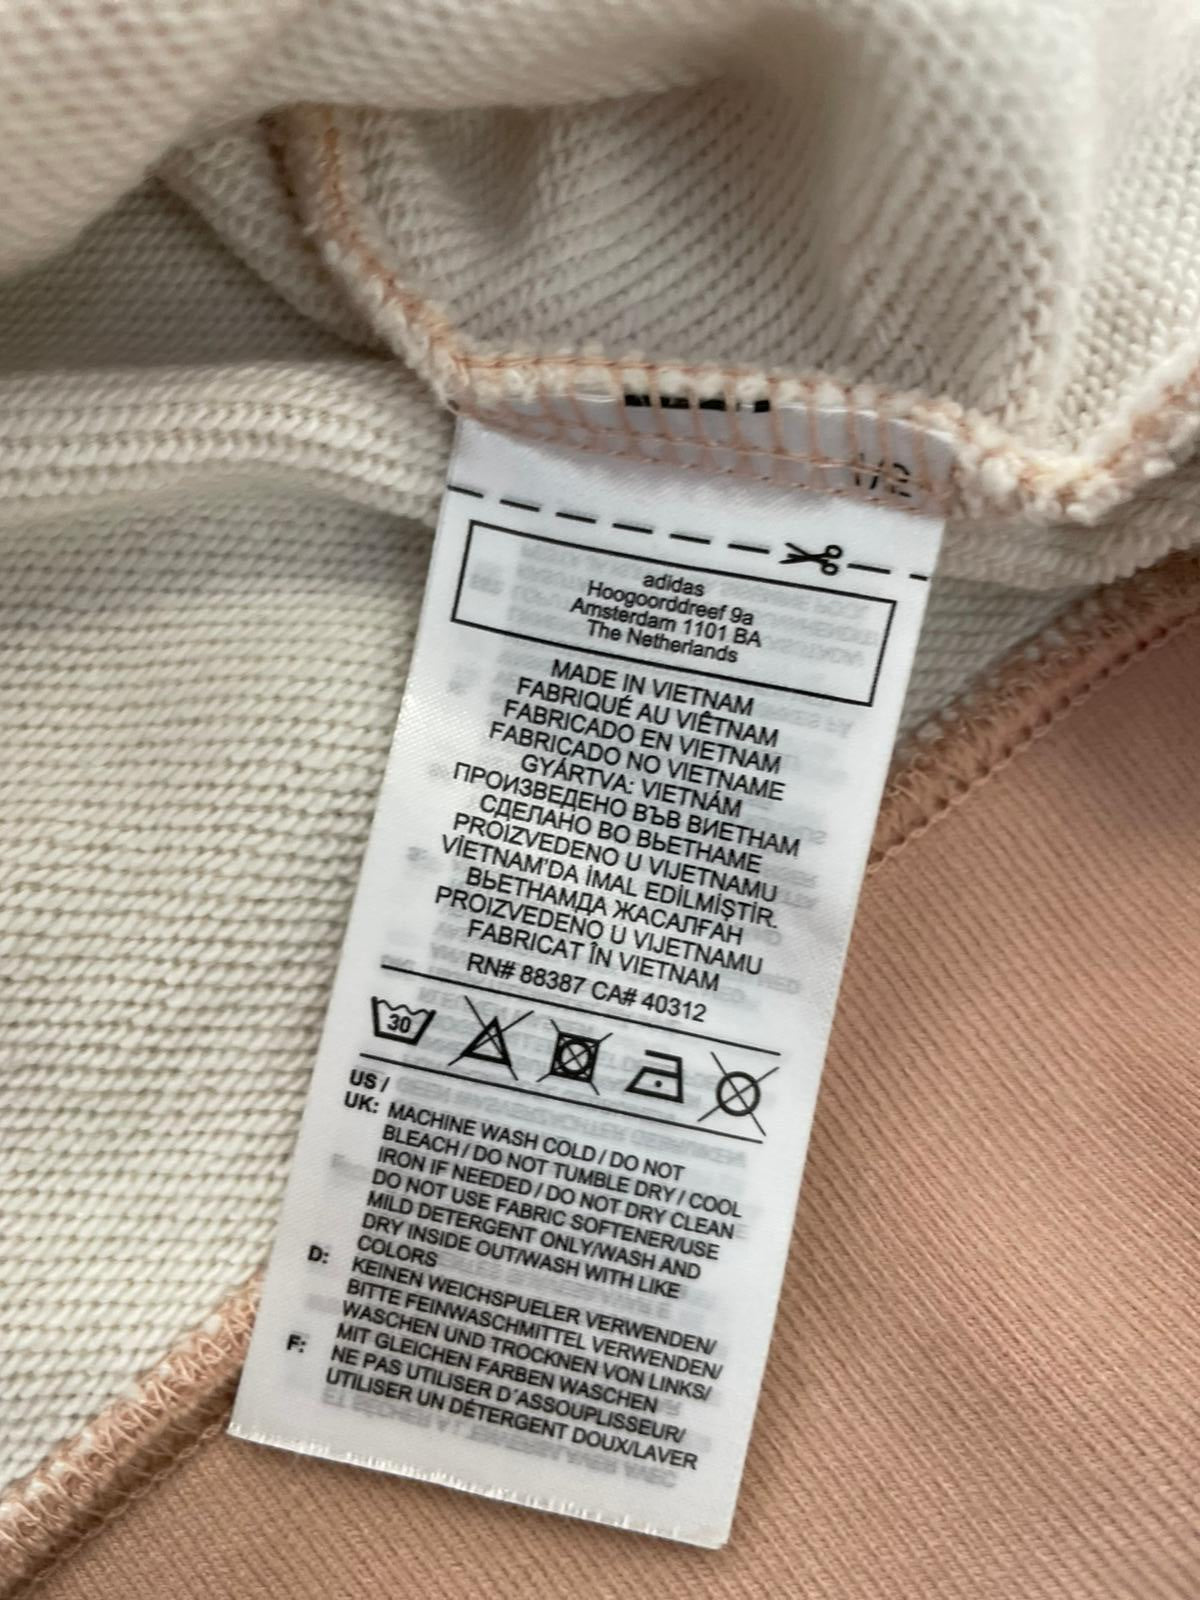 1/2
adidas
Hoogoorddreef 9a
Amsterdam 1101 BA
The Netherlands
MADE IN VIETNAM
FABRIQUÉ AU VIÊTNAM
FABRICADO EN VIETNAM
FABRICADO NO VIETNAME
GYÁRTVA: VIETNÁM
ПРОИЗВЕДЕНО ВЪВ ВИЕТНАМ
СДЕЛАНО ВО ВЬЕТНАМЕ
PROIZVEDENO U VIJETNAMU
VİETNAM'DA İMAL EDİLMİŞTİR.
ВЬЕТНАМДА ЖАСАЛҒАН
PROIZVEDENO U VIJETNAMU
FABRICAT ÎN VIETNAM
RN# 88387 CA# 40312
30
US /
UK: MACHINE WASH COLD / DO NOT
BLEACH / DO NOT TUMBLE DRY / COOL
IRON IF NEEDED / DO NOT DRY CLEAN
DO NOT USE FABRIC SOFTENER/USE
MILD DETERGENT ONLY/WASH AND
DRY INSIDE OUT/WASH WITH LIKE
COLORS
D: KEINEN WEICHSPUELER VERWENDEN/
BITTE FEINWASCHMITTEL VERWENDEN/
WASCHEN UND TROCKNEN VON LINKS/
MIT GLEICHEN FARBEN WASCHEN
F: NE PAS UTILISER D´ASSOUPLISSEUR/
UTILISER UN DÉTERGENT DOUX/LAVER